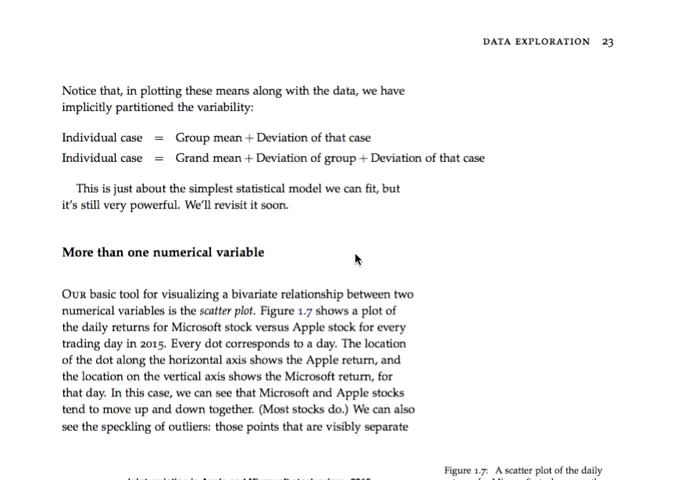 DATA EXPLORATION 23
Notice that, in plotting these means along with the data, we have
implicitly partitioned the variability:
Individual case = Group mean + Deviation of that case
Individual case = Grand mean + Deviation of group + Deviation of that case
This is just about the simplest statistical model we can fit, but
it's still very powerful. We'll revisit it soon.
More than one numerical variable
OUR basic tool for visualizing a bivariate relationship between two
numerical variables is the scatter plot. Figure 1.7 shows a plot of
the daily returns for Microsoft stock versus Apple stock for every
trading day in 2015. Every dot corresponds to a day. The location
of the dot along the horizontal axis shows the Apple return, and
the location on the vertical axis shows the Microsoft return, for
that day. In this case, we can see that Microsoft and Apple stocks
tend to move up and down together. (Most stocks do.) We can also
see the speckling of outliers: those points that are visibly separate
Figure 1.7: A scatter plot of the daily